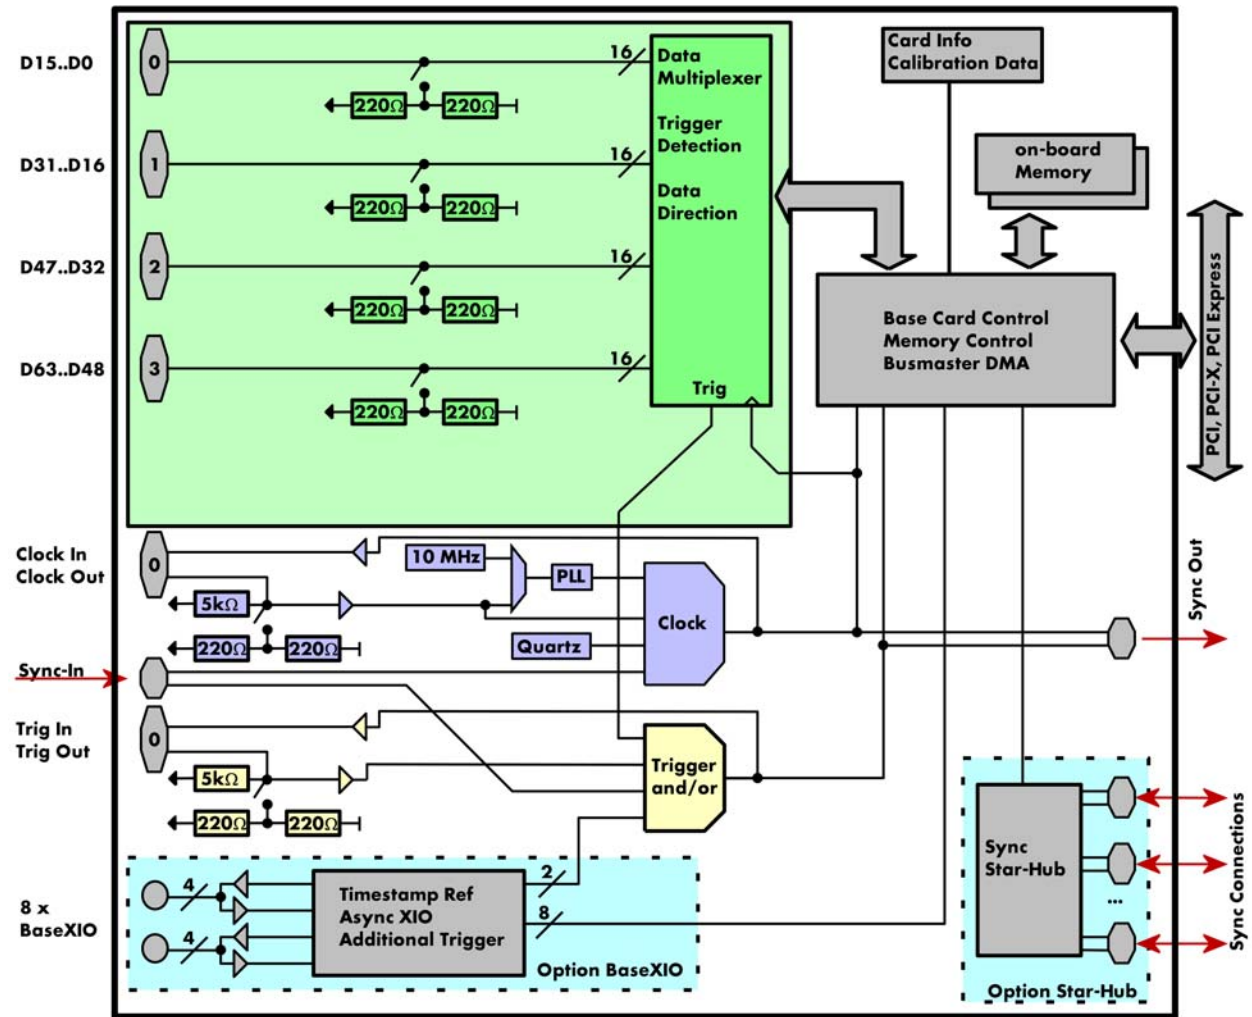 D15..D0
0
16
Data
Multiplexer
220Ω 220Ω
Trigger
Detection
D31..D16
1
16
220Ω 220Ω
Data
Direction
D47..D32
2
16
220Ω 220Ω
D63..D48
3
16
220Ω 220Ω
Trig
Card Info
Calibration Data
on-board
Memory
Base Card Control
Memory Control
Busmaster DMA
PCI, PCI-X, PCI Express
Clock In
Clock Out
0
10 MHz
PLL
5kΩ
220Ω 220Ω
Quartz
Clock
Sync Out
Sync-In
Trig In
Trig Out
0
5kΩ
220Ω 220Ω
Trigger
and/or
8 x
BaseXIO
4
4
Timestamp Ref
Async XIO
Additional Trigger
2
8
Option BaseXIO
Sync
Star-Hub
...
Option Star-Hub
Sync Connections